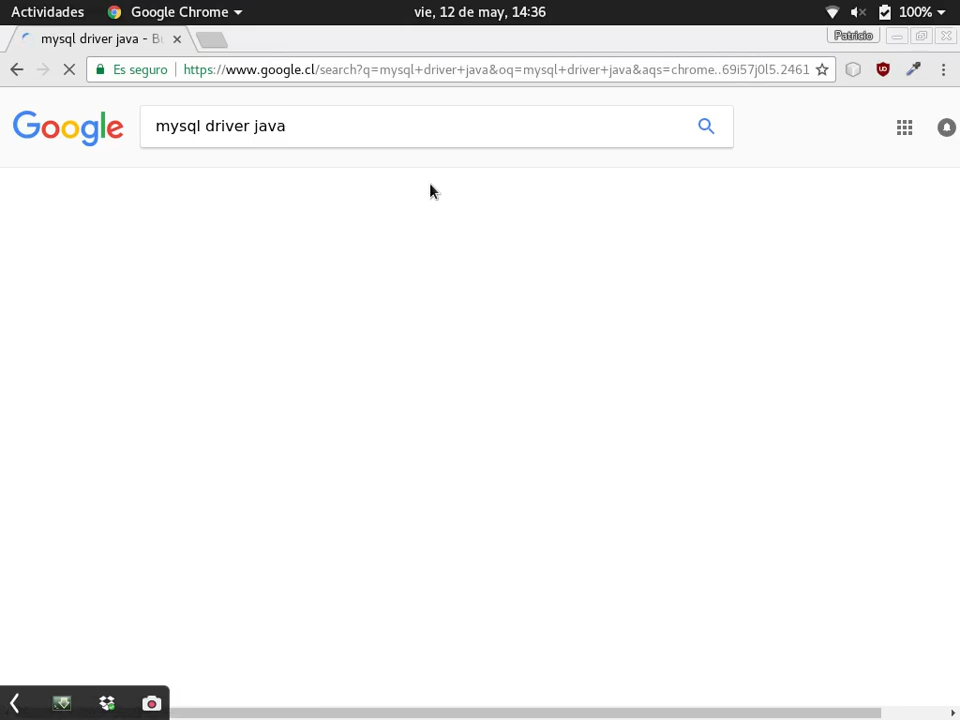 Actividades Google Chrome vie, 12 de may, 14:36 100%
mysql driver java - Bu Patricio
Es seguro https://www.google.cl/search?q=mysql+driver+java&oq=mysql+driver+java&aqs=chrome..69i57j0l5.2461
Google mysql driver java